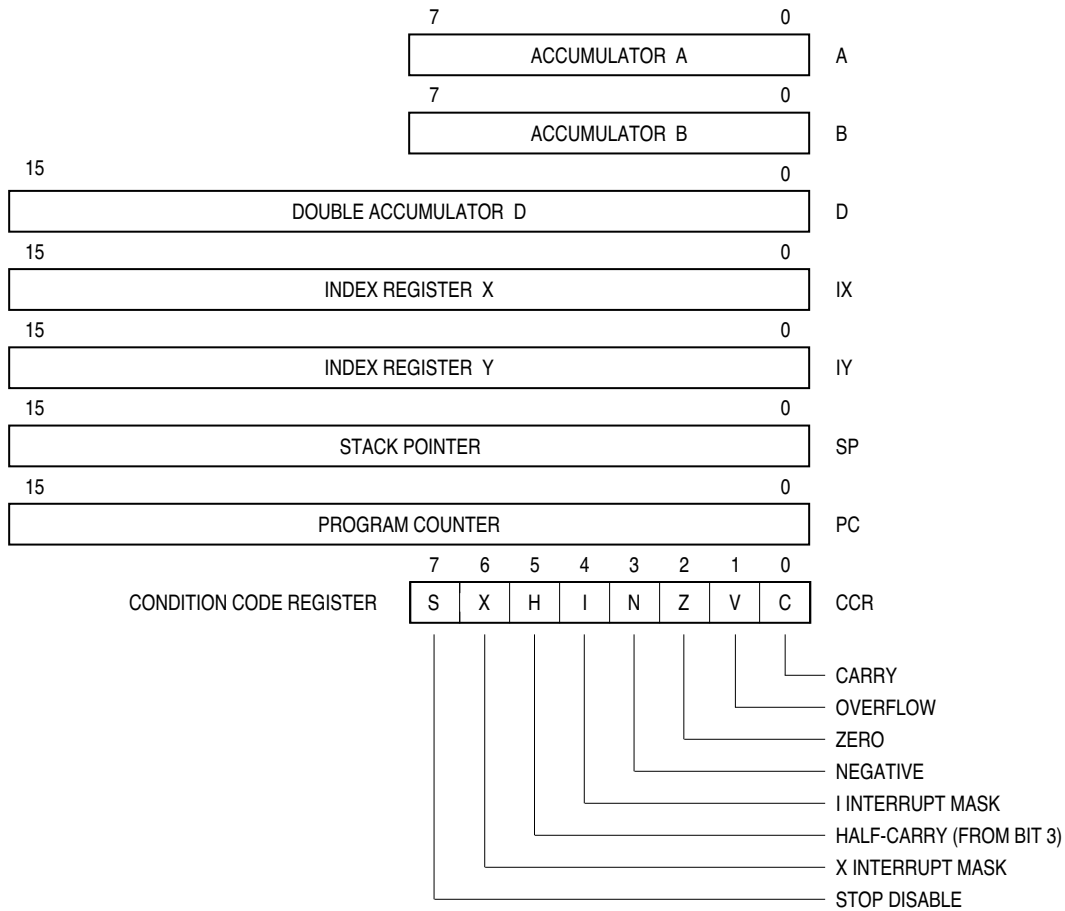 7 0
ACCUMULATOR A A
7 0
ACCUMULATOR B B
15 0
DOUBLE ACCUMULATOR D D
15 0
INDEX REGISTER X IX
15 0
INDEX REGISTER Y IY
15 0
STACK POINTER SP
15 0
PROGRAM COUNTER PC
7 6 5 4 3 2 1 0
CONDITION CODE REGISTER S X H I N Z V C CCR
CARRY
OVERFLOW
ZERO
NEGATIVE
I INTERRUPT MASK
HALF-CARRY (FROM BIT 3)
X INTERRUPT MASK
STOP DISABLE